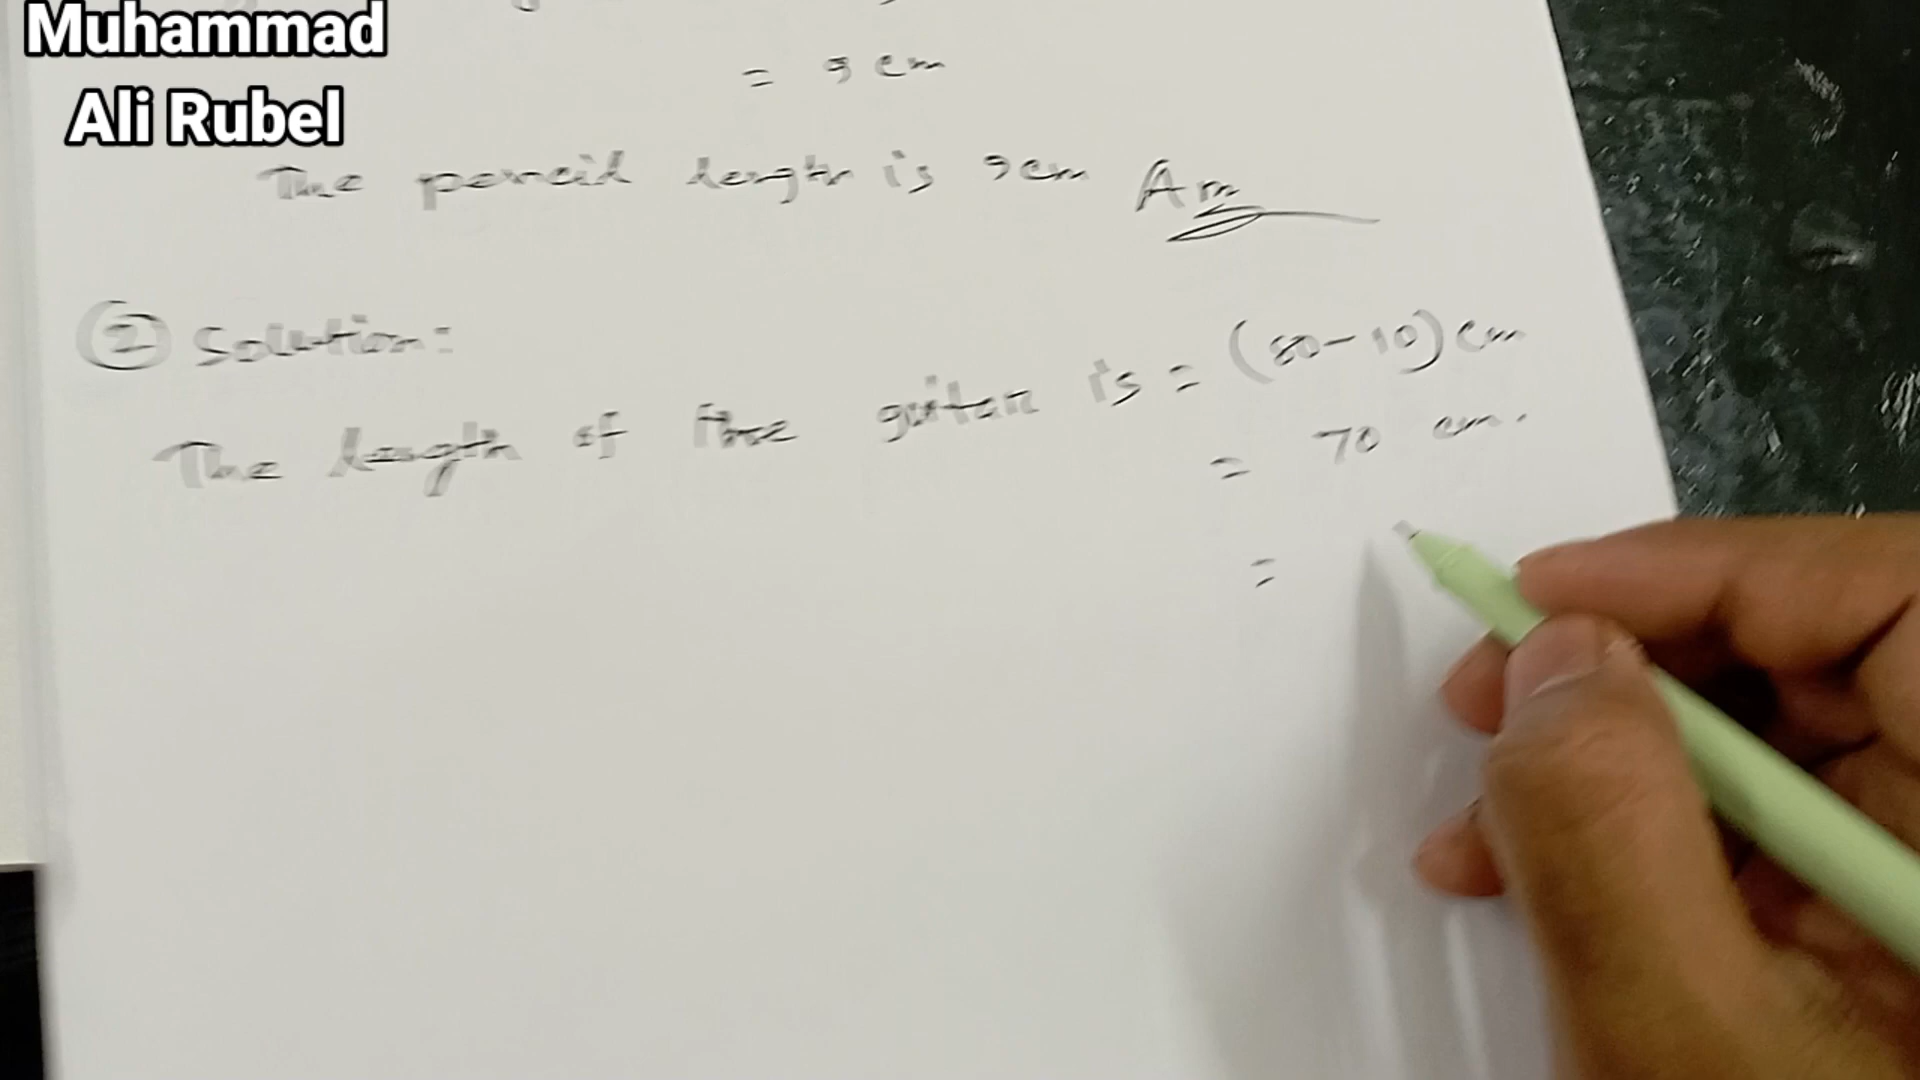 Muhammad
Ali Rubel
= 9 cm
The pencil length is 9cm Ans
② Solution:
The length of the guitar is = (80-10) cm
= 70 cm.
=